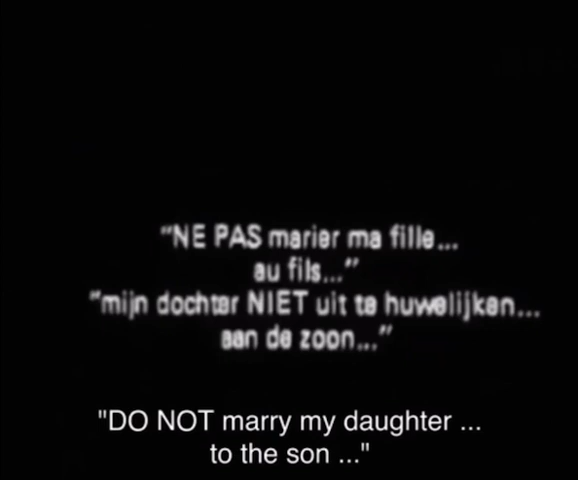 "NE PAS marier ma fille...
au fils..."
"mijn dochter NIET uit te huwelijken...
aan de zoon..."
"DO NOT marry my daughter ...
to the son ..."